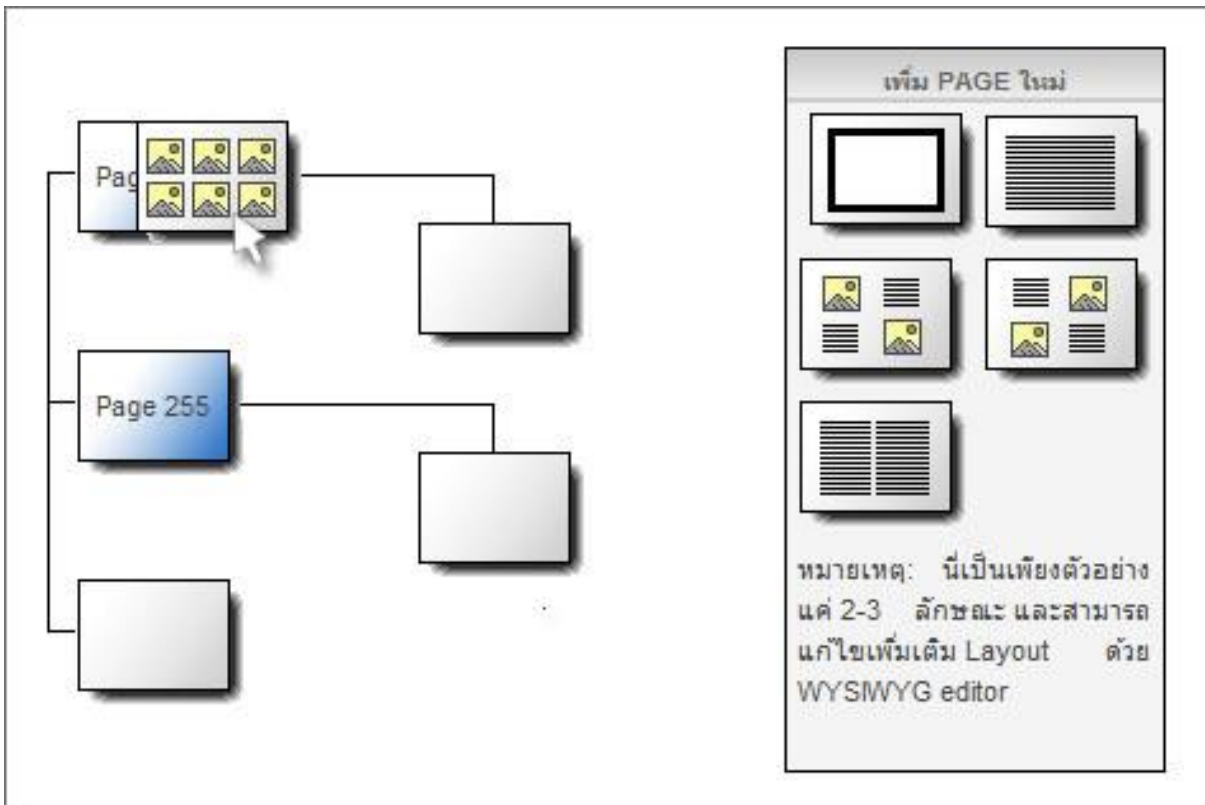 เพิ่ม PAGE ใหม่
Pag
Page 255
หมายเหตุ: นี่เป็นเพียงตัวอย่าง
แค่ 2-3 ลักษณะ และสามารถ
แก้ไขเพิ่มเติม Layout ด้วย
WYSIWYG editor